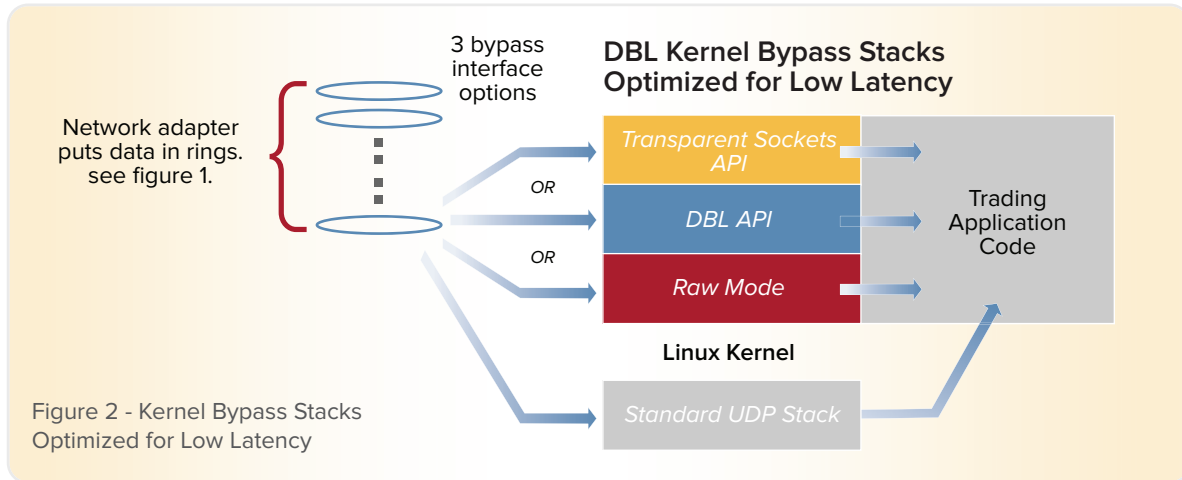 3 bypass
interface
options
DBL Kernel Bypass Stacks
Optimized for Low Latency
Network adapter
puts data in rings.
see figure 1.
OR
OR
Transparent Sockets
API
DBL API
Raw Mode
Trading
Application
Code
Linux Kernel
Standard UDP Stack
Figure 2 - Kernel Bypass Stacks
Optimized for Low Latency